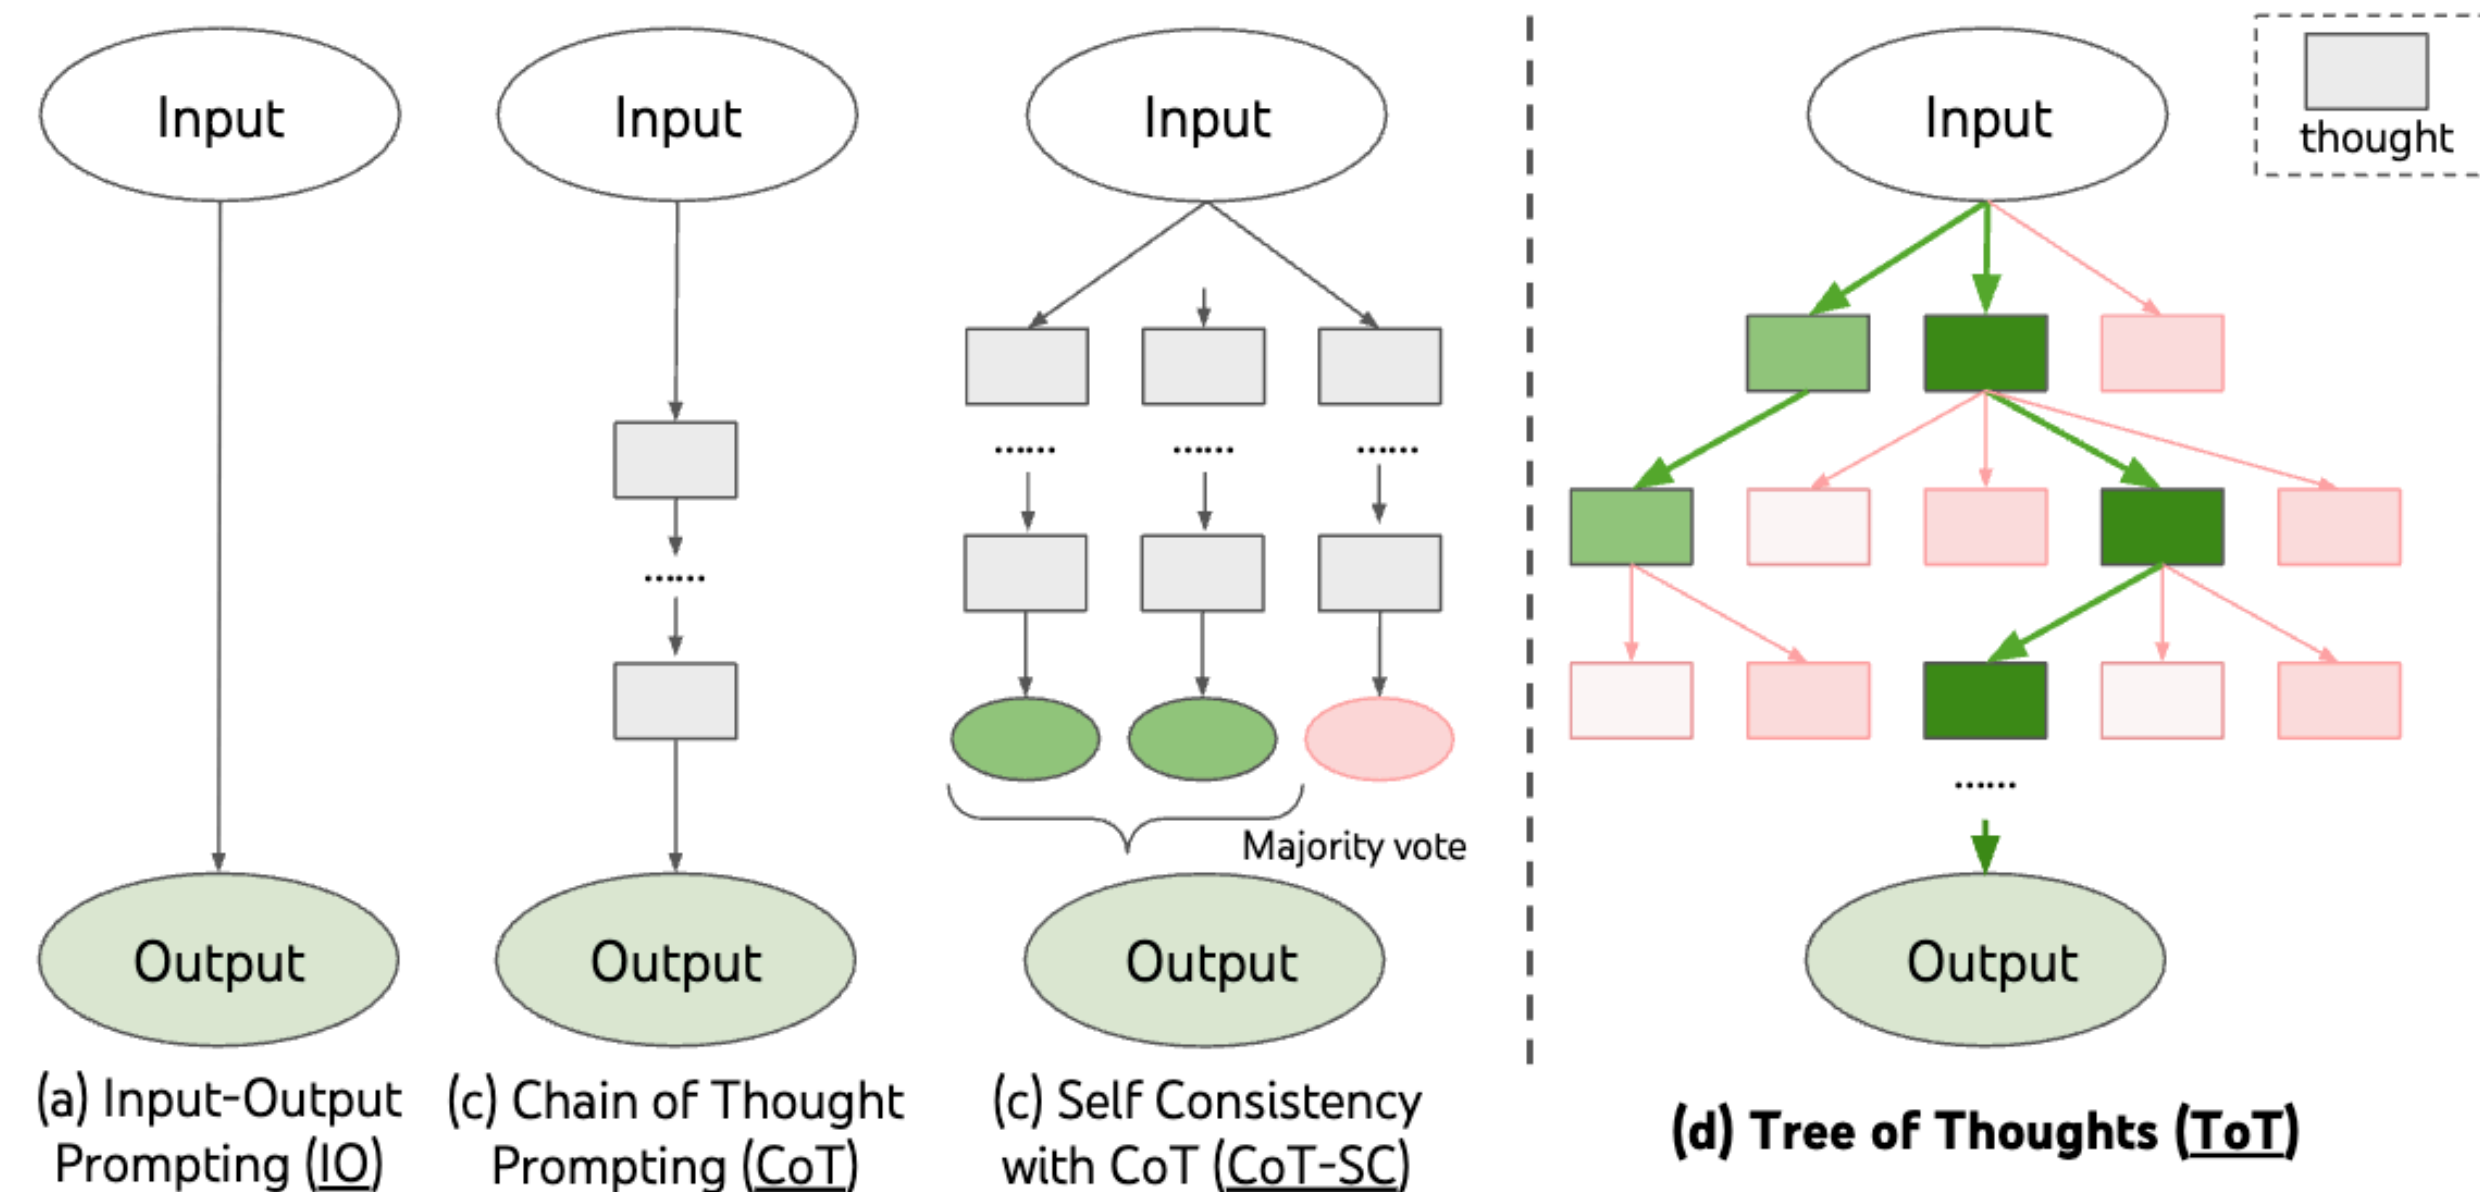 Input
Input
Input
Input
thought
......
......
......
......
......
Majority vote
Output
Output
Output
Output
(a) Input-Output
Prompting (IO)
(c) Chain of Thought
Prompting (CoT)
(c) Self Consistency
with CoT (CoT-SC)
(d) Tree of Thoughts (ToT)